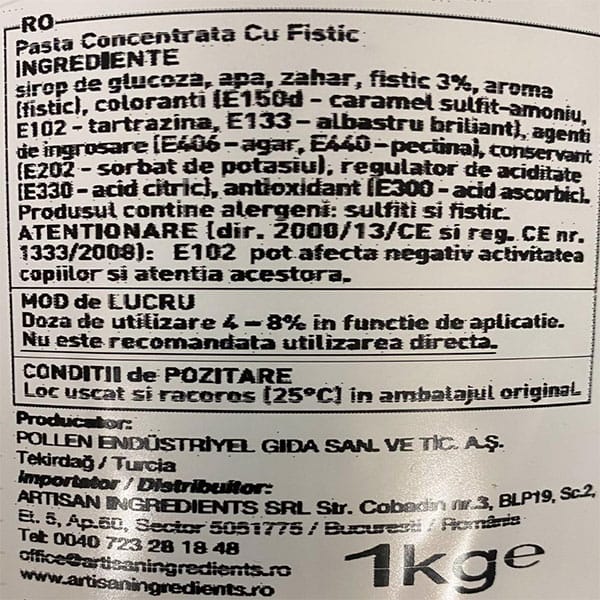 RO
Pasta Concentrata Cu Fistic
INGREDIENTE
sirop de glucoza, apa, zahar, fistic 3%, aroma
(fistic), coloranti (E150d - caramel sulfit-amoniu,
E102 - tartrazina, E133 - albastru briliant), agenti
de ingrosare (E406 - agar, E440 - pectina), conservant
(E202 - sorbat de potasiu), regulator de aciditate
(E330 - acid citric), antioxidant (E300 - acid ascorbic).
Produsul contine alergeni: sulfiti si fistic.
ATENTIONARE (dir. 2000/13/CE si reg. CE nr.
1333/2008): E102 pot afecta negativ activitatea
copiilor si atentia acestora.
MOD de LUCRU
Doza de utilizare 4 - 8% in functie de aplicatie.
Nu este recomandata utilizarea directa.
CONDITII de POZITARE
Loc uscat si racoros (25°C) in ambalajul original.
Producator:
POLLEN ENDÜSTRİYEL GIDA SAN. VE TİC. A.Ş.
Tekirdağ / Turcia
Importator / Distribuitor:
ARTISAN INGREDIENTS SRL Str. Cobadin nr.3, BLP19, Sc.2,
Et. 5, Ap.60, Sector 5051775 / Bucuresti / România
Tel: 0040 723 28 18 48
office@artisaningredients.ro
www.artisaningredients.ro
1kg e